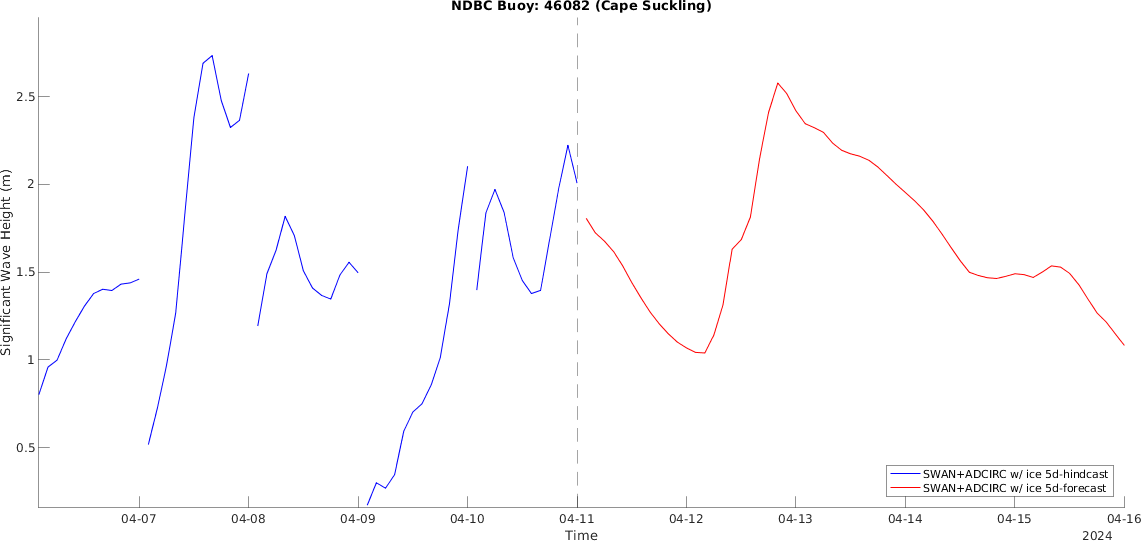 NDBC Buoy: 46082 (Cape Suckling)
Significant Wave Height (m)
2.5
2
1.5
1
0.5
SWAN+ADCIRC w/ ice 5d-hindcast
SWAN+ADCIRC w/ ice 5d-forecast
04-07 04-08 04-09 04-10 04-11 04-12 04-13 04-14 04-15 04-16
Time
2024